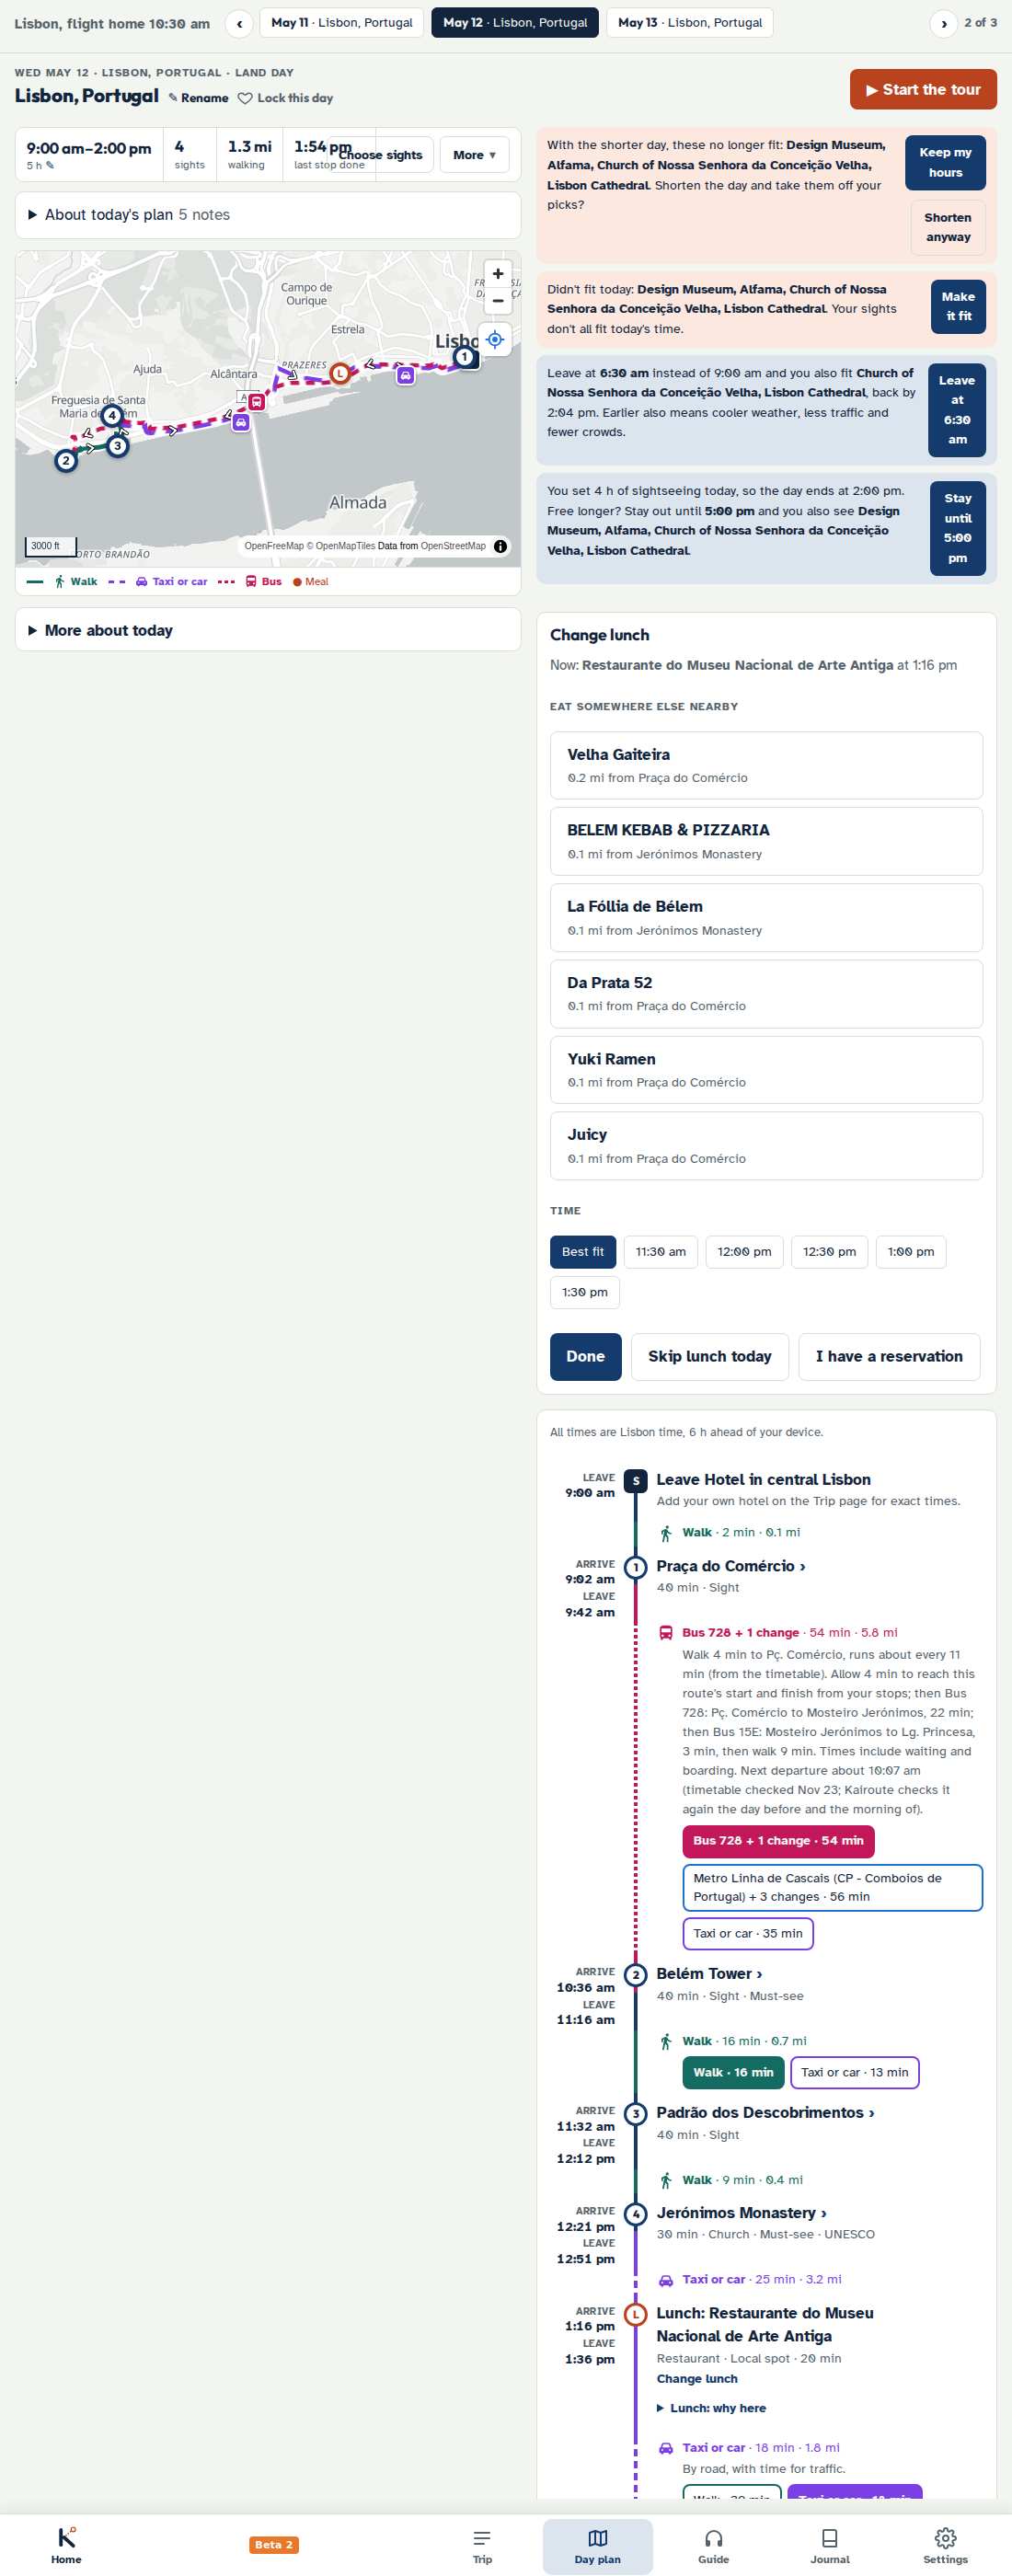 Lisbon, flight home 10:30 am
‹
May 11 · Lisbon, Portugal
May 12 · Lisbon, Portugal
May 13 · Lisbon, Portugal
›
2 of 3
WED MAY 12 · LISBON, PORTUGAL · LAND DAY
Lisbon, Portugal ✎ Rename Lock this day
▶ Start the tour
9:00 am–2:00 pm
5 h ✎
4
sights
1.3 mi
walking
1:54 pm
last stop done
Choose sights
More ▾
▶ About today's plan 5 notes
Campo de
Ourique
Estrela
PRAZERES
Ajuda
Alcântara
Freguesia de Santa
L
1
4
3
2
Almada
3000 ft
ORTO BRANDÃO
OpenFreeMap © OpenMapTiles Data from OpenStreetMap
Walk
Taxi or car
Bus
Meal
▶ More about today
With the shorter day, these no longer fit: Design Museum,
Alfama, Church of Nossa Senhora da Conceição Velha,
Lisbon Cathedral. Shorten the day and take them off your
picks?
Keep my
hours
Shorten
anyway
Didn't fit today: Design Museum, Alfama, Church of Nossa
Senhora da Conceição Velha, Lisbon Cathedral. Your sights
don't all fit today's time.
Make
it fit
Leave at 6:30 am instead of 9:00 am and you also fit Church of
Nossa Senhora da Conceição Velha, Lisbon Cathedral, back by
2:04 pm. Earlier also means cooler weather, less traffic and
fewer crowds.
Leave
at
6:30
am
You set 4 h of sightseeing today, so the day ends at 2:00 pm.
Free longer? Stay out until 5:00 pm and you also see Design
Museum, Alfama, Church of Nossa Senhora da Conceição
Velha, Lisbon Cathedral.
Stay
until
5:00
pm
Change lunch
Now: Restaurante do Museu Nacional de Arte Antiga at 1:16 pm
EAT SOMEWHERE ELSE NEARBY
Velha Gaiteira
0.2 mi from Praça do Comércio
BELEM KEBAB & PIZZARIA
0.1 mi from Jerónimos Monastery
La Fóllia de Bélem
0.1 mi from Jerónimos Monastery
Da Prata 52
0.1 mi from Praça do Comércio
Yuki Ramen
0.1 mi from Praça do Comércio
Juicy
0.1 mi from Praça do Comércio
TIME
Best fit
11:30 am
12:00 pm
12:30 pm
1:00 pm
1:30 pm
Done
Skip lunch today
I have a reservation
All times are Lisbon time, 6 h ahead of your device.
LEAVE
9:00 am
S
Leave Hotel in central Lisbon
Add your own hotel on the Trip page for exact times.
Walk · 2 min · 0.1 mi
ARRIVE
9:02 am
LEAVE
9:42 am
1
Praça do Comércio ›
40 min · Sight
Bus 728 + 1 change · 54 min · 5.8 mi
Walk 4 min to Pç. Comércio, runs about every 11
min (from the timetable). Allow 4 min to reach this
route's start and finish from your stops; then Bus
728: Pç. Comércio to Mosteiro Jerónimos, 22 min;
then Bus 15E: Mosteiro Jerónimos to Lg. Princesa,
3 min, then walk 9 min. Times include waiting and
boarding. Next departure about 10:07 am
(timetable checked Nov 23; Kairoute checks it
again the day before and the morning of).
Bus 728 + 1 change · 54 min
Metro Linha de Cascais (CP - Comboios de
Portugal) + 3 changes · 56 min
Taxi or car · 35 min
ARRIVE
10:36 am
LEAVE
11:16 am
2
Belém Tower ›
40 min · Sight · Must-see
Walk · 16 min · 0.7 mi
Walk · 16 min
Taxi or car · 13 min
ARRIVE
11:32 am
LEAVE
12:12 pm
3
Padrão dos Descobrimentos ›
40 min · Sight
Walk · 9 min · 0.4 mi
ARRIVE
12:21 pm
LEAVE
12:51 pm
4
Jerónimos Monastery ›
30 min · Church · Must-see · UNESCO
Taxi or car · 25 min · 3.2 mi
ARRIVE
1:16 pm
LEAVE
1:36 pm
L
Lunch: Restaurante do Museu
Nacional de Arte Antiga
Restaurant · Local spot · 20 min
Change lunch
▶ Lunch: why here
Taxi or car · 18 min · 1.8 mi
By road, with time for traffic.
Home
Beta 2
Trip
Day plan
Guide
Journal
Settings